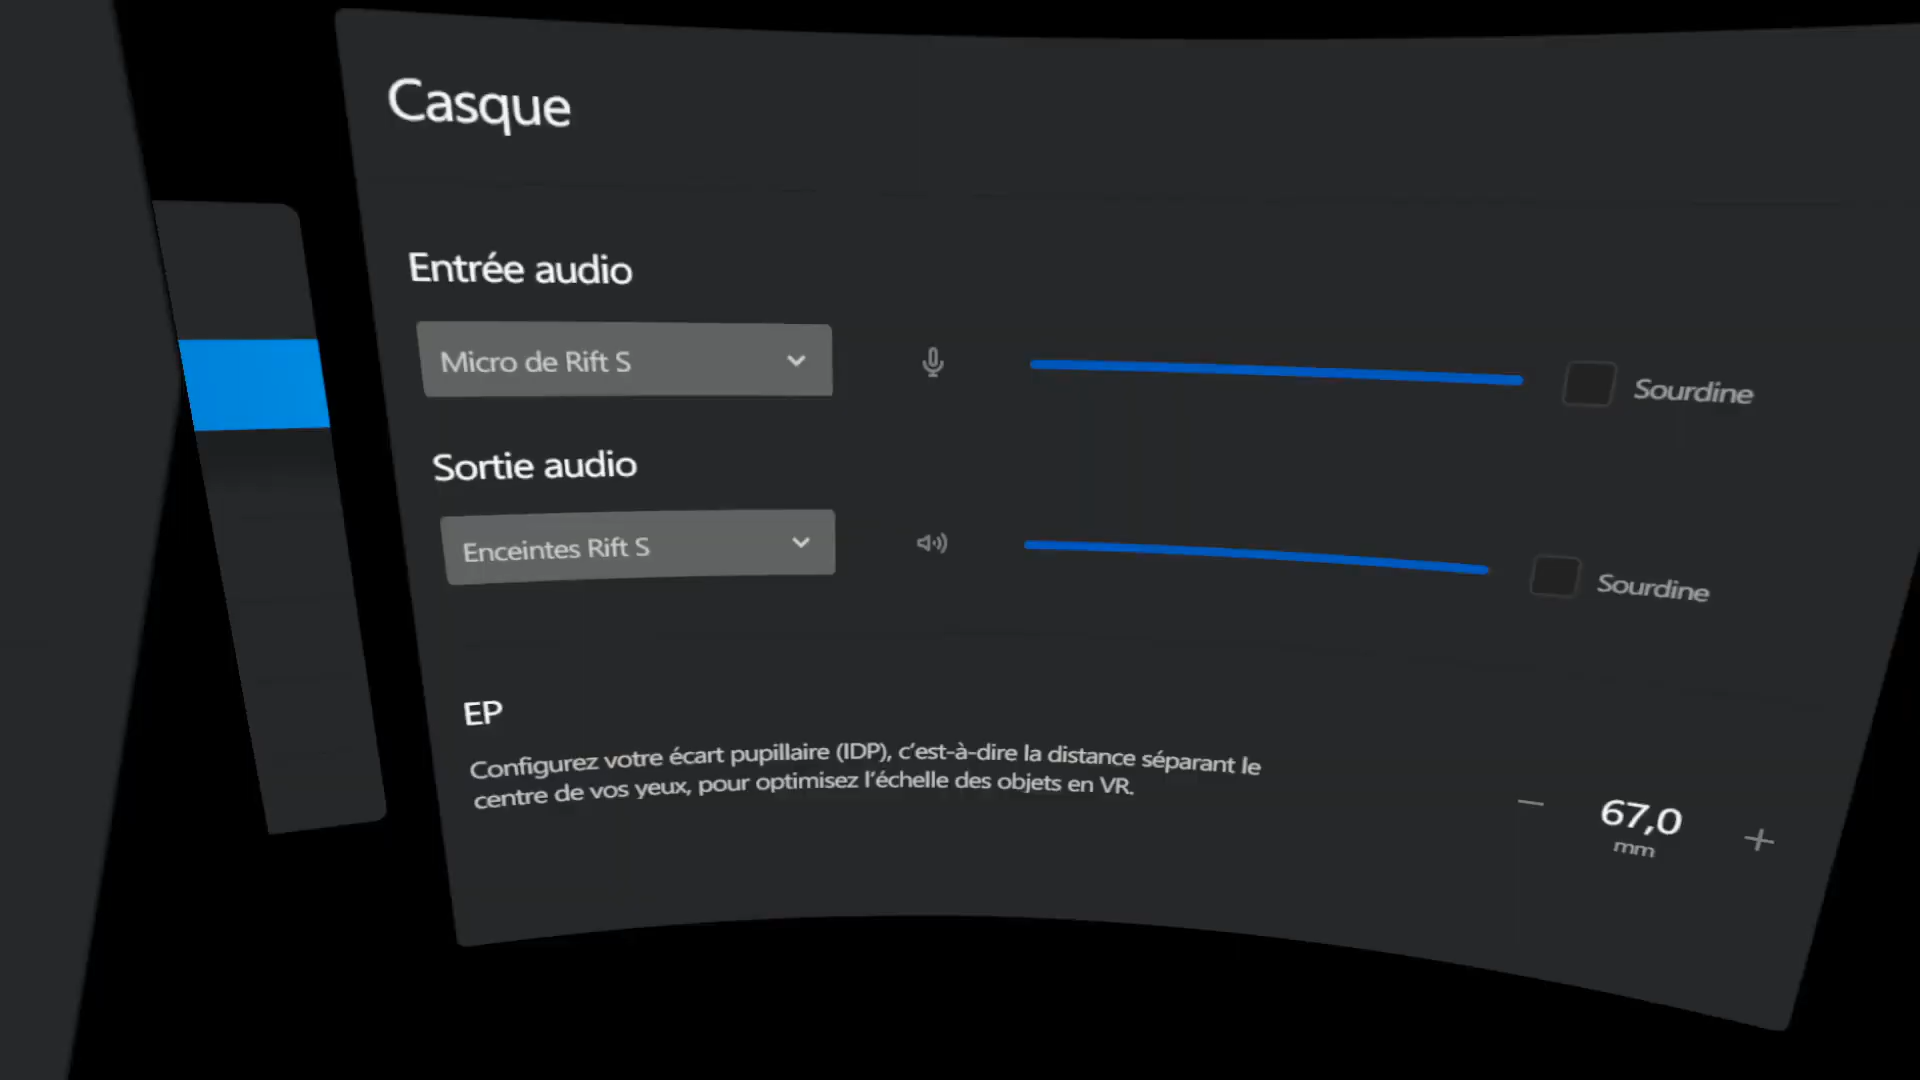 Casque
Entrée audio
Micro de Rift S
Sourdine
Sortie audio
Enceintes Rift S
Sourdine
EP
Configurez votre écart pupillaire (IDP), c'est-à-dire la distance séparant le
centre de vos yeux, pour optimisez l'échelle des objets en VR.
67,0
mm